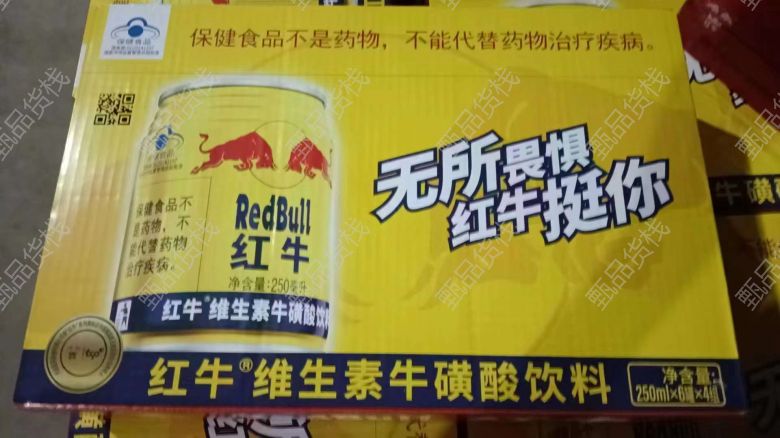 保健食品不是药物，不能代替药物治疗疾病。
保健食品
无所畏惧
红牛挺你
RedBull
红牛
净含量:250毫升
保健食品不
是药物，不
能代替药物
治疗疾病。
红牛®维生素牛磺酸饮料
红牛®维生素牛磺酸饮料
净含量:
250ml×6罐×4组
甄品货栈